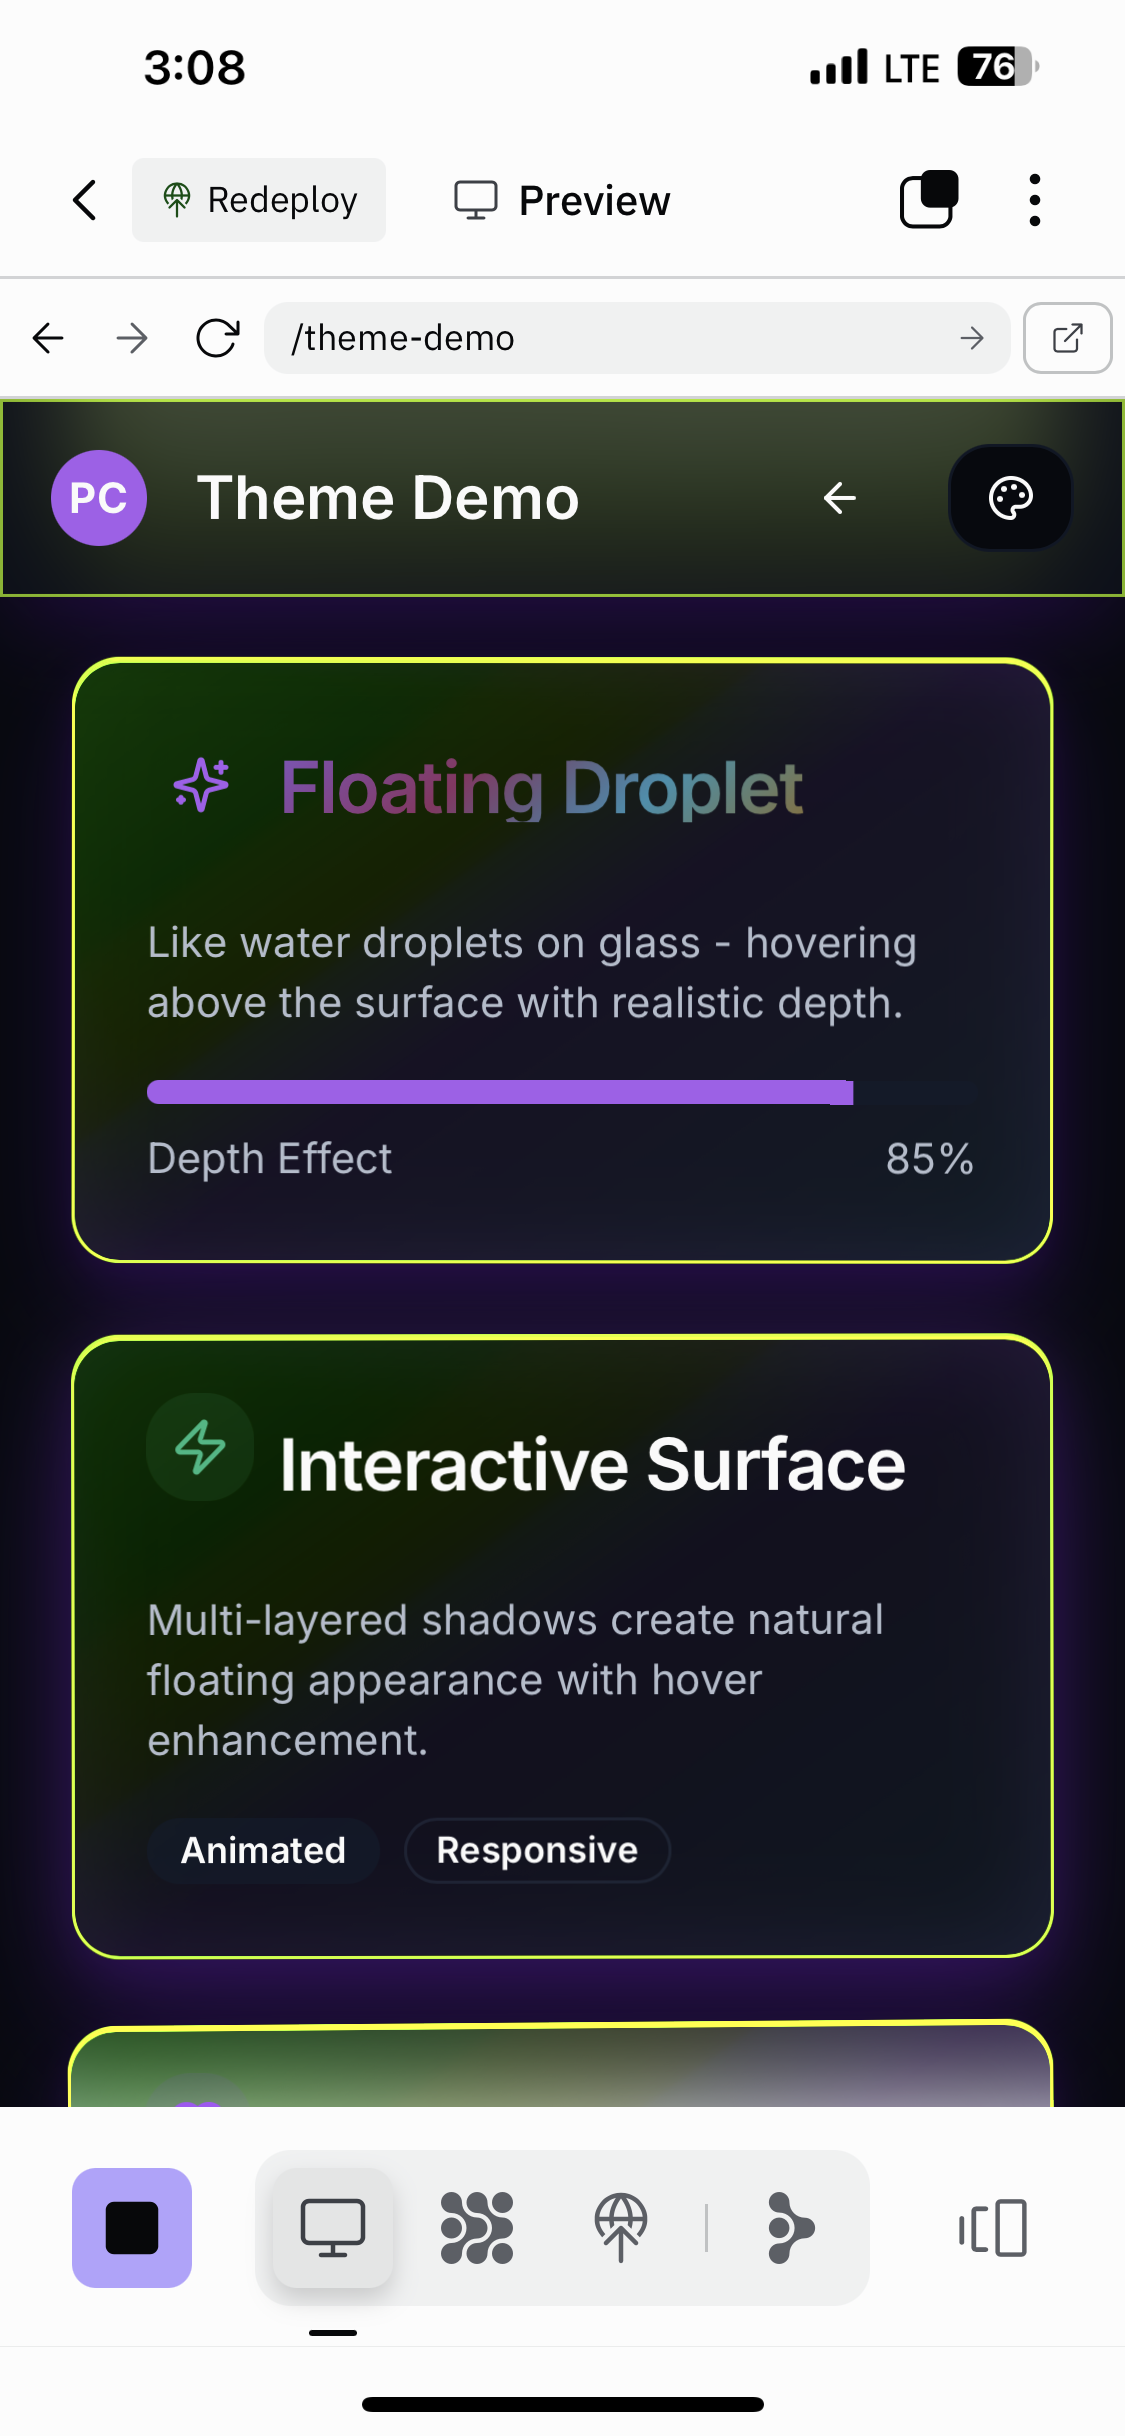 3:08
LTE
76
Redeploy
Preview
/theme-demo
PC
Theme Demo
Floating Droplet
Like water droplets on glass - hovering
above the surface with realistic depth.
Depth Effect
85%
Interactive Surface
Multi-layered shadows create natural
floating appearance with hover
enhancement.
Animated
Responsive